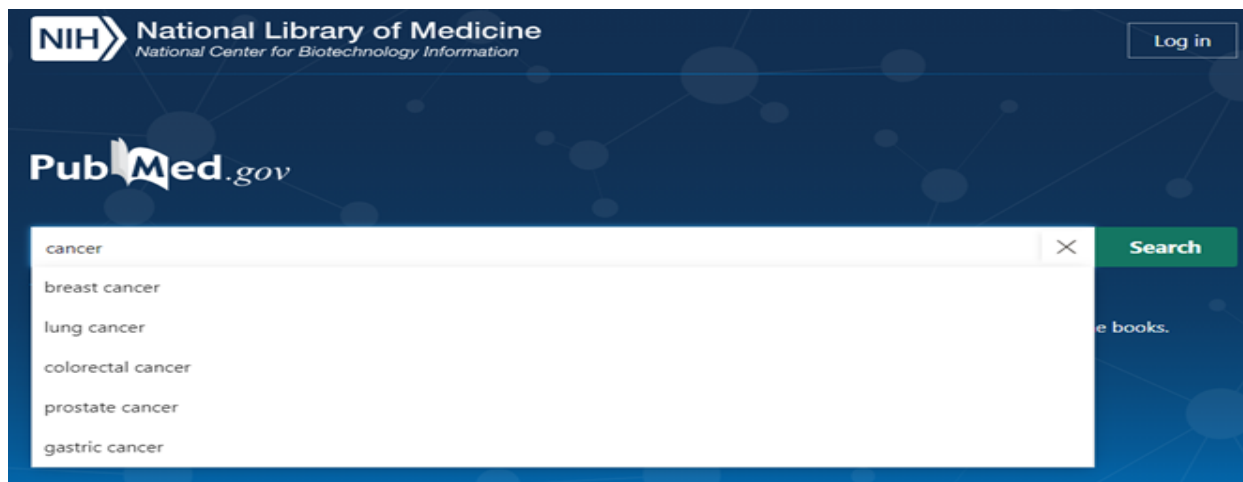 NIH National Library of Medicine
National Center for Biotechnology Information
Log in
PubMed.gov
cancer
Search
breast cancer
lung cancer
e books.
colorectal cancer
prostate cancer
gastric cancer